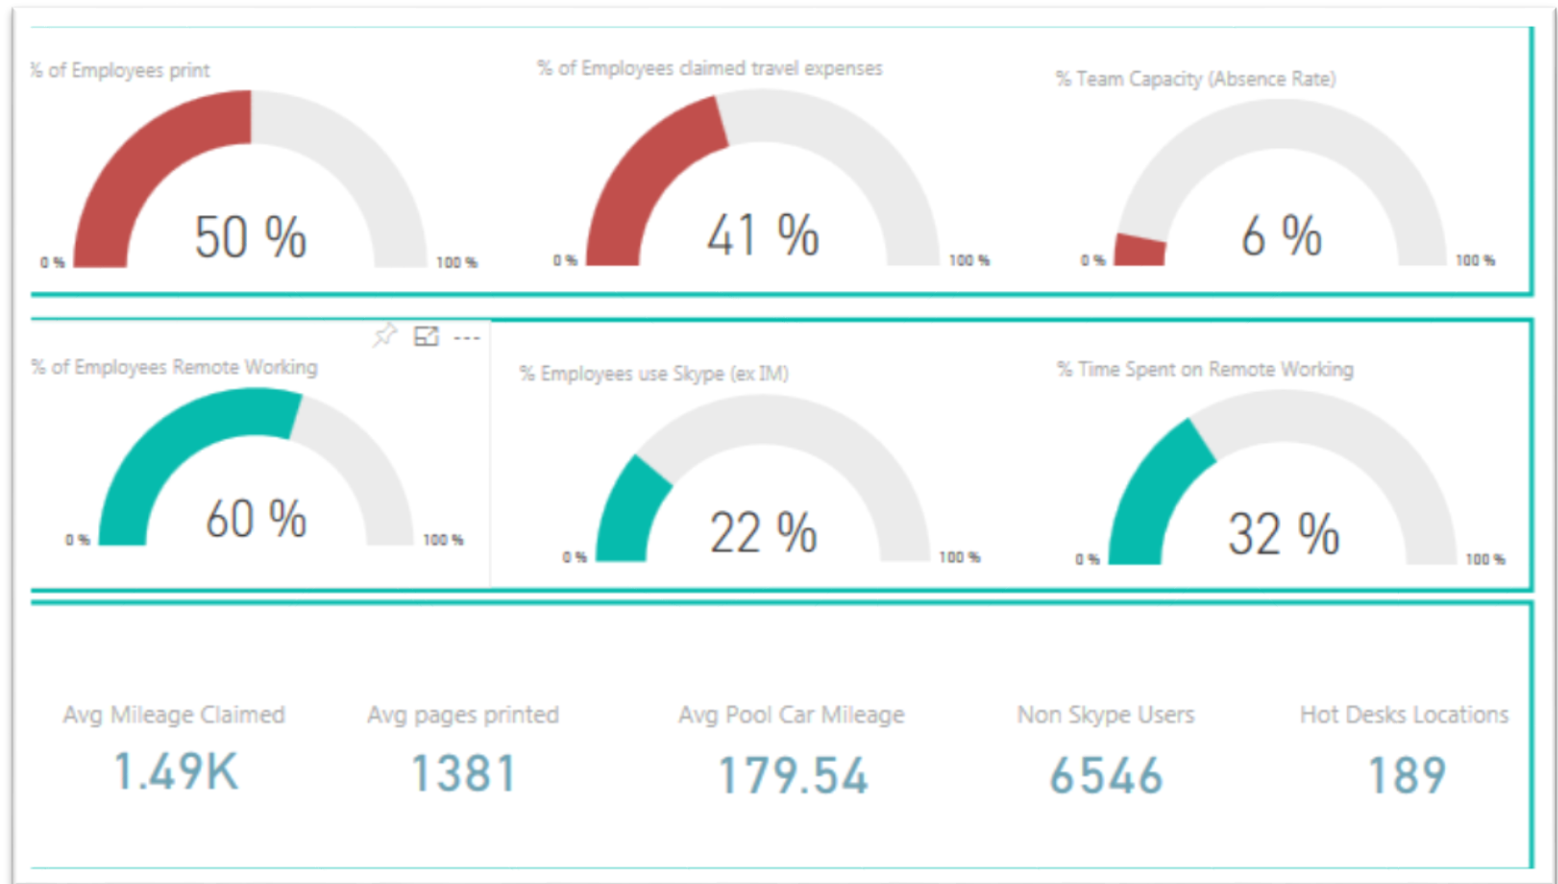 % of Employees print
% of Employees claimed travel expenses
% Team Capacity (Absence Rate)
50 %
41 %
6 %
0 %
100 %
0 %
100 %
0 %
100 %
% of Employees Remote Working
% Employees use Skype (ex IM)
% Time Spent on Remote Working
60 %
22 %
32 %
0 %
100 %
0 %
100 %
0 %
100 %
Avg Mileage Claimed
Avg pages printed
Avg Pool Car Mileage
Non Skype Users
Hot Desks Locations
1.49K
1381
179.54
6546
189